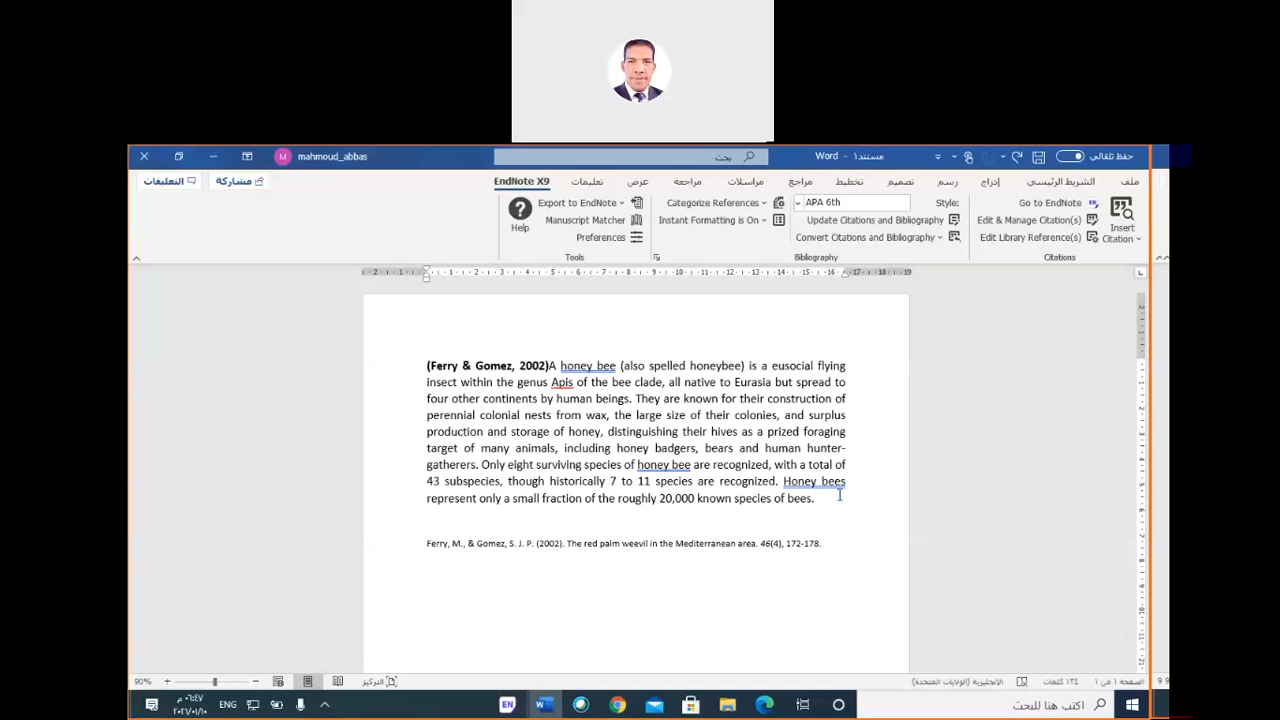 M mahmoud_abbas
بحث
مستند١ - Word
حفظ تلقائي
ملف
الشريط الرئيسي
إدراج
رسم
تصميم
تخطيط
مراجع
مراسلات
مراجعة
عرض
تعليمات
EndNote X9
مشاركة
التعليقات
Export to EndNote
Manuscript Matcher
Preferences
Help
Tools
Categorize References
Instant Formatting is On
Style: APA 6th
Update Citations and Bibliography
Convert Citations and Bibliography
Bibliography
Go to EndNote
Edit & Manage Citation(s)
Edit Library Reference(s)
Insert Citation
Citations
(Ferry & Gomez, 2002)A honey bee (also spelled honeybee) is a eusocial flying
insect within the genus Apis of the bee clade, all native to Eurasia but spread to
four other continents by human beings. They are known for their construction of
perennial colonial nests from wax, the large size of their colonies, and surplus
production and storage of honey, distinguishing their hives as a prized foraging
target of many animals, including honey badgers, bears and human hunter-
gatherers. Only eight surviving species of honey bee are recognized, with a total of
43 subspecies, though historically 7 to 11 species are recognized. Honey bees
represent only a small fraction of the roughly 20,000 known species of bees.
Ferry, M., & Gomez, S. J. P. (2002). The red palm weevil in the Mediterranean area. 46(4), 172-178.
الصفحة ١ من ١
١٣٤ كلمات
الإنجليزية (الولايات المتحدة)
التركيز
90%
اكتب هنا للبحث
EN
ENG
٠٦:٤٧ م